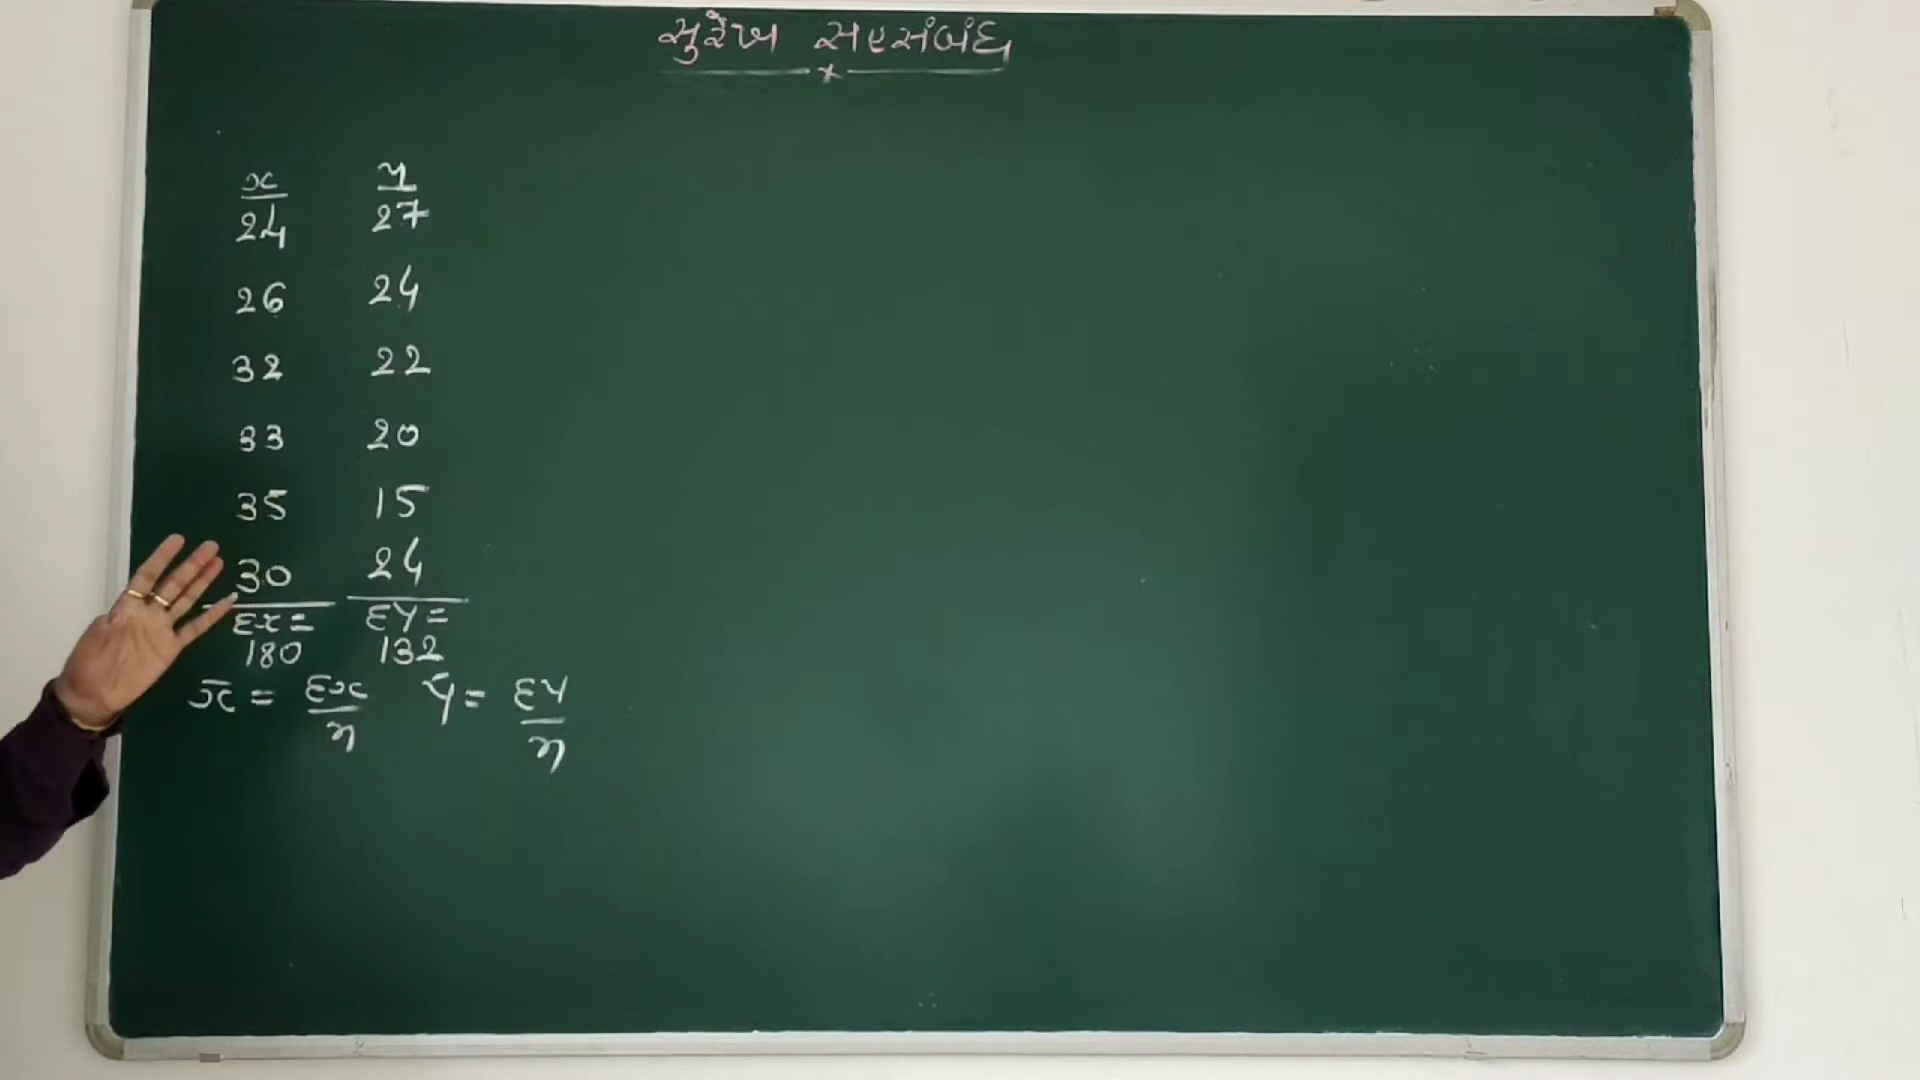 સુરેખ સહસંબંધ
x y
24 27
26 24
32 22
33 20
35 15
30 24
Σx = Σy =
180 132
x̄ = Σx/n ȳ = Σy/n